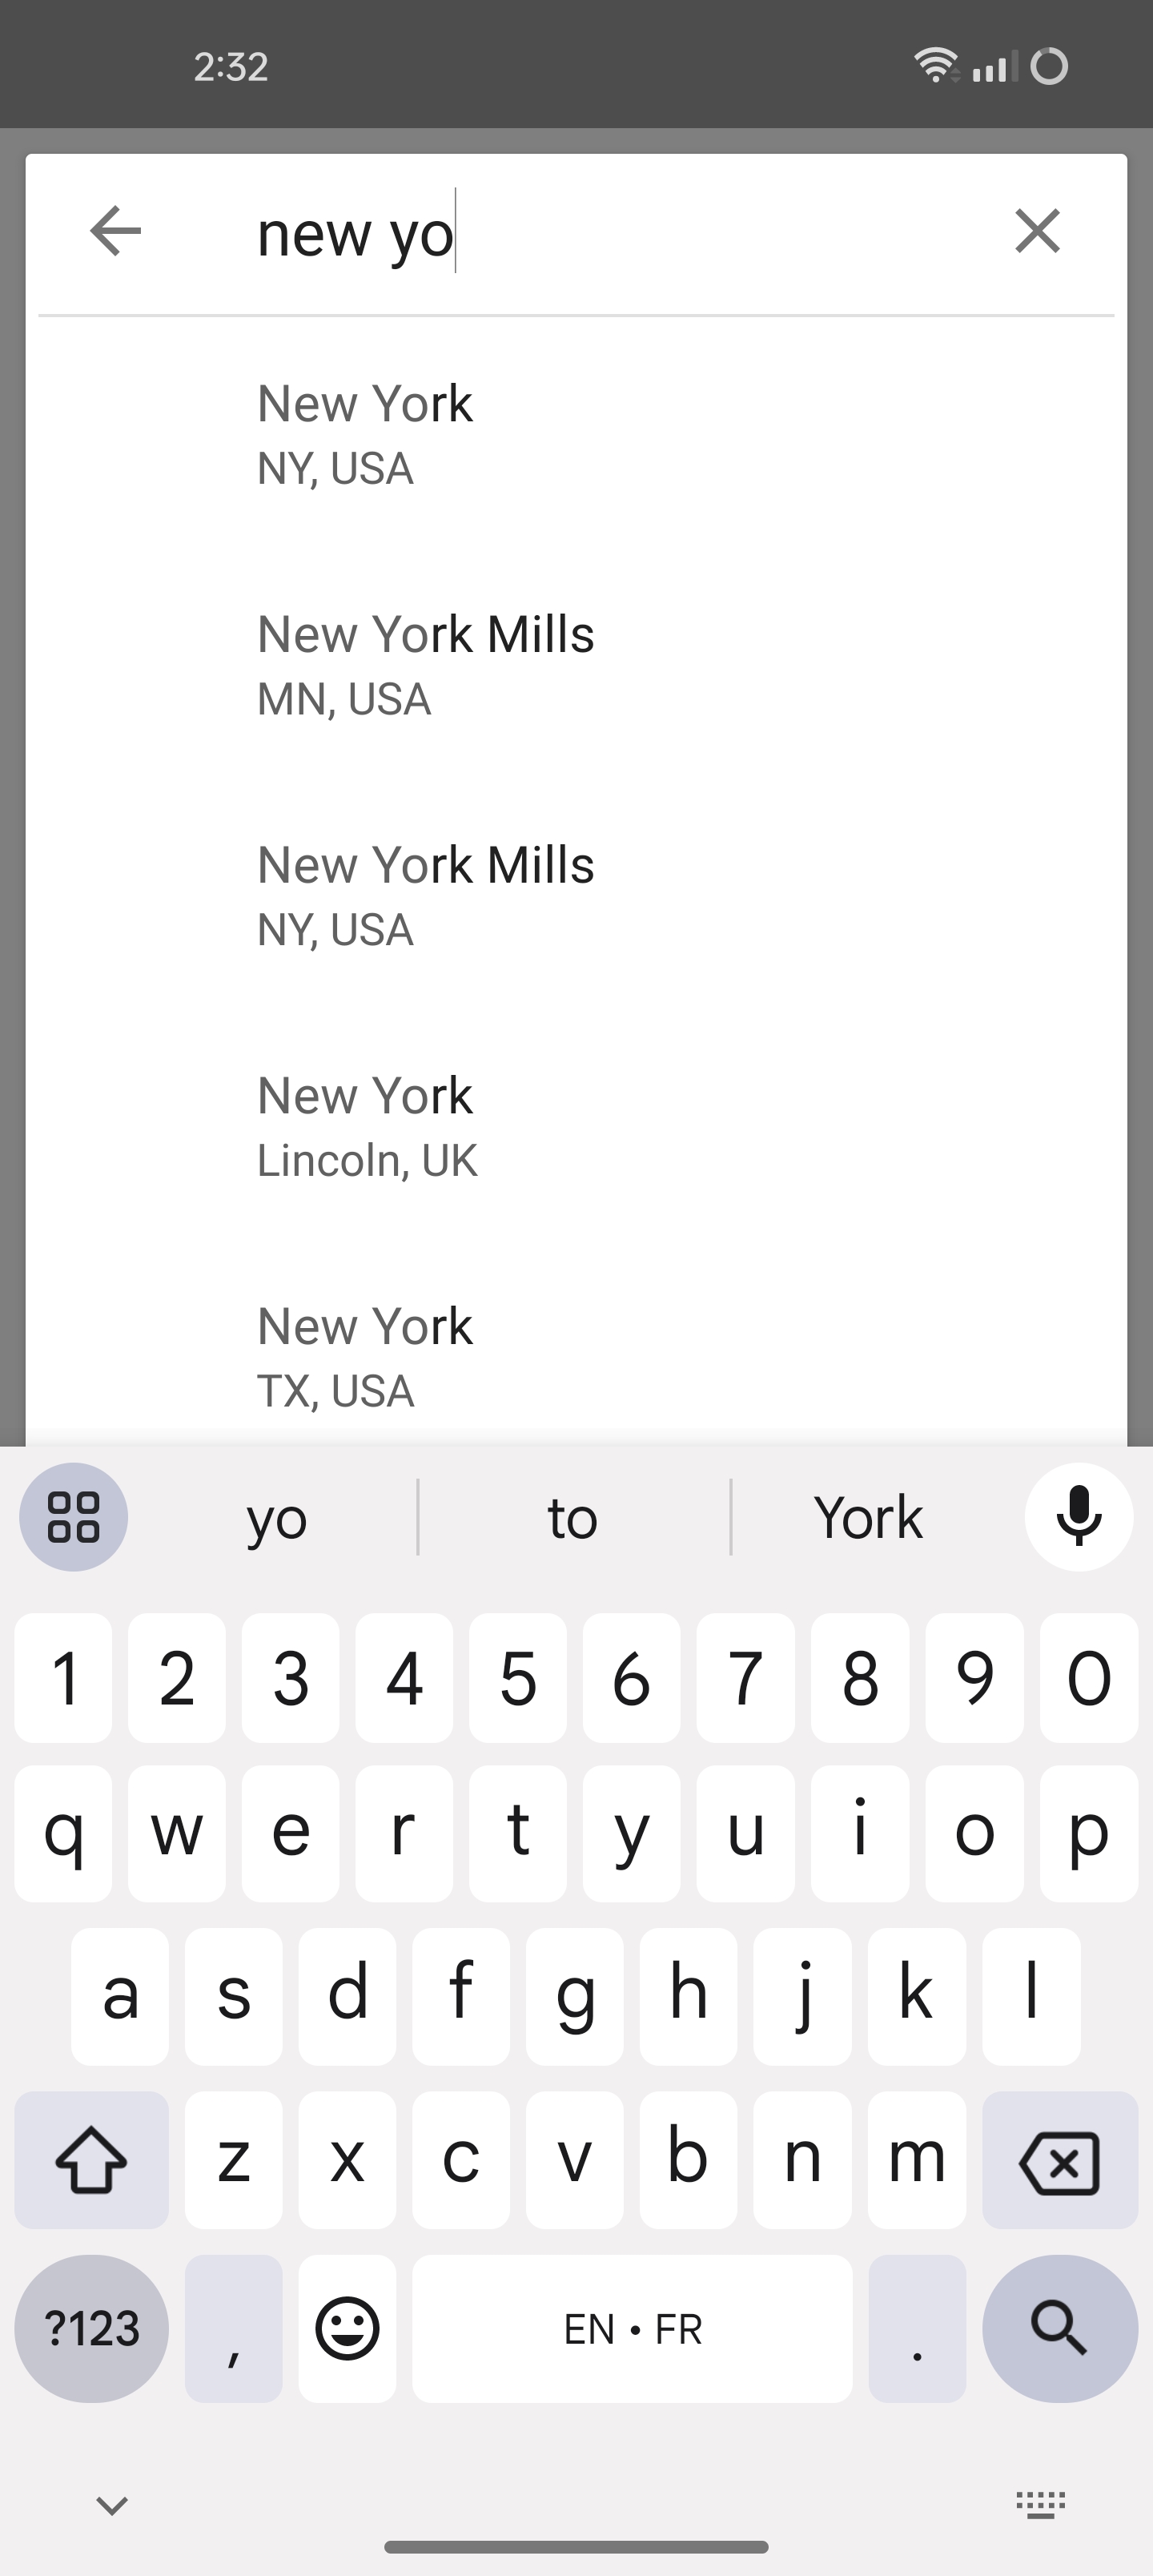 2:32
new yo
New York
NY, USA
New York Mills
MN, USA
New York Mills
NY, USA
New York
Lincoln, UK
New York
TX, USA
yo to York
1 2 3 4 5 6 7 8 9 0
q w e r t y u i o p
a s d f g h j k l
z x c v b n m
?123 , EN • FR .